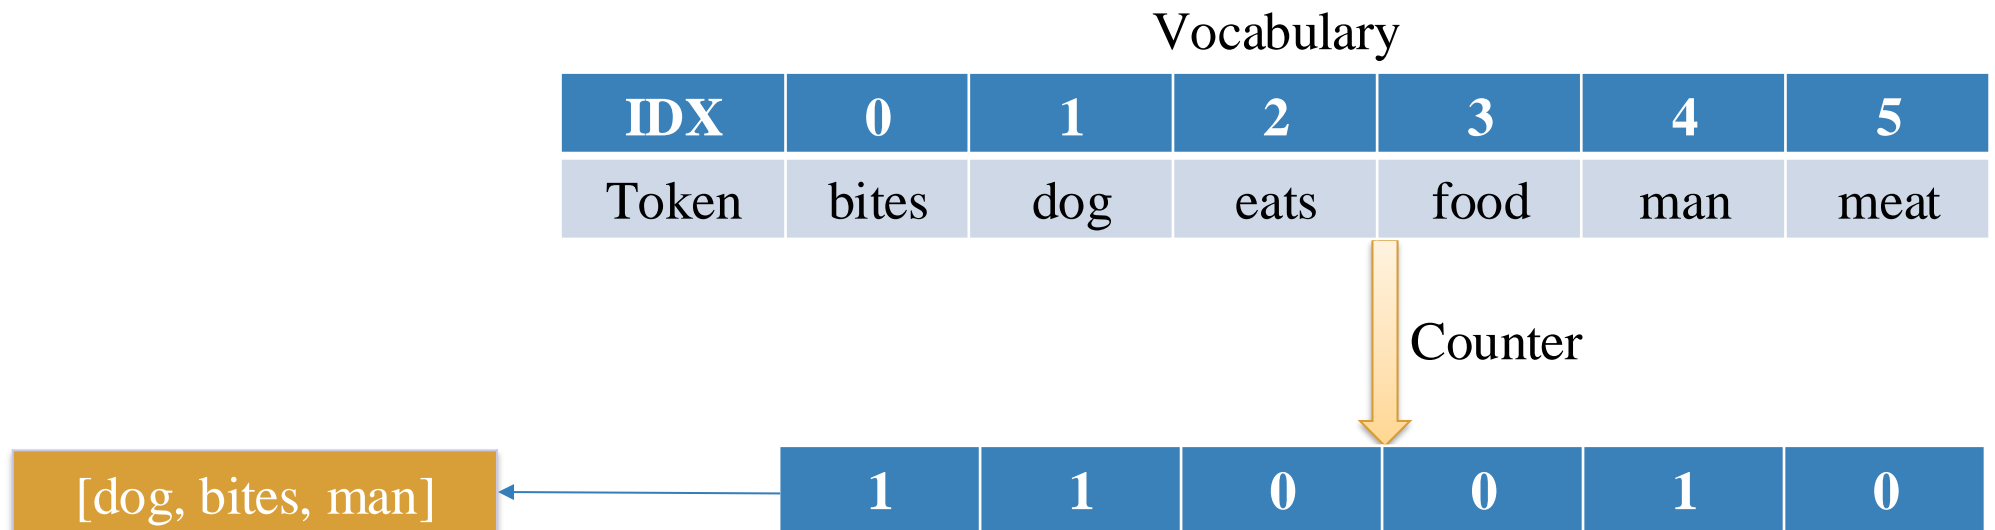 Vocabulary
IDX 0 1 2 3 4 5
Token bites dog eats food man meat
Counter
[dog, bites, man] 1 1 0 0 1 0